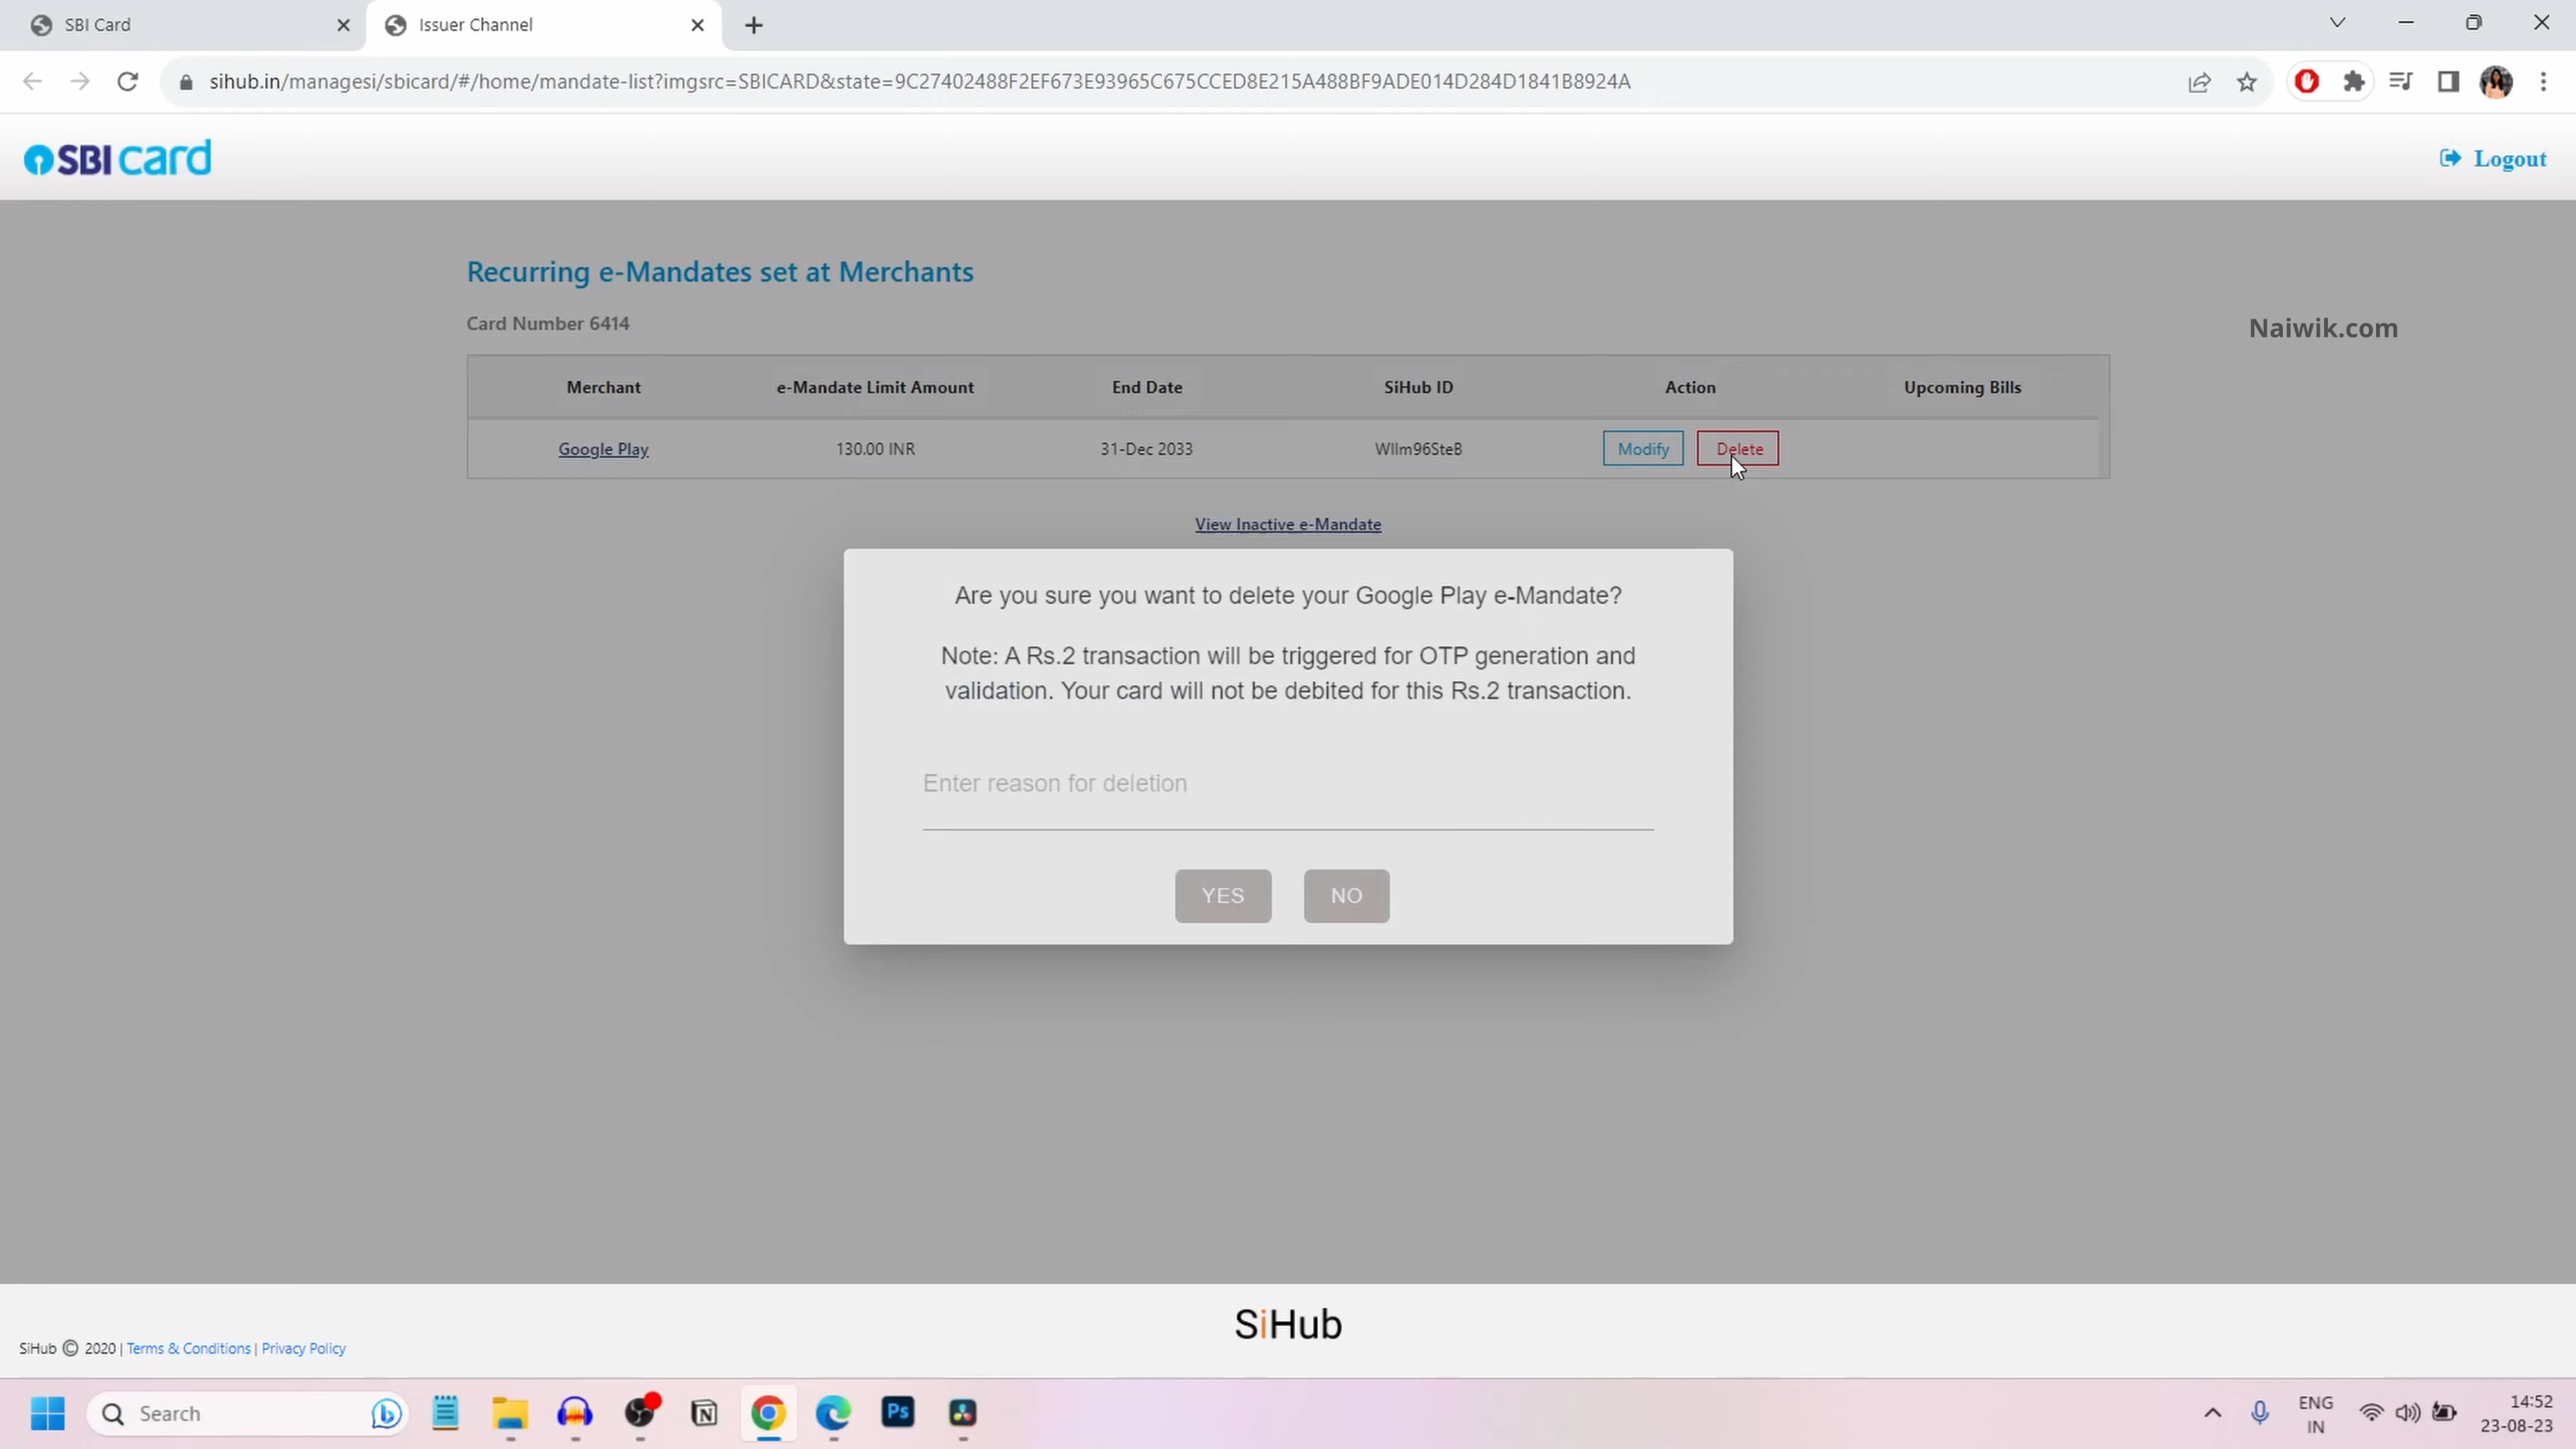 SBI Card
Issuer Channel
sihub.in/managesi/sbicard/#/home/mandate-list?imgsrc=SBICARD&state=9C27402488F2EF673E93965C675CCED8E215A488BF9ADE014D284D1841B8924A
SBI card
Logout
Recurring e-Mandates set at Merchants
Card Number 6414
Naiwik.com
Merchant e-Mandate Limit Amount End Date SiHub ID Action Upcoming Bills
Google Play 130.00 INR 31-Dec 2033 Modify Delete
View Inactive e-Mandate
Are you sure you want to delete your Google Play e-Mandate?
Note: A Rs.2 transaction will be triggered for OTP generation and
validation. Your card will not be debited for this Rs.2 transaction.
Enter reason for deletion
YES NO
SiHub
SiHub © 2020 | Terms & Conditions | Privacy Policy
Search
Ps
ENG
IN
14:52
23-08-23